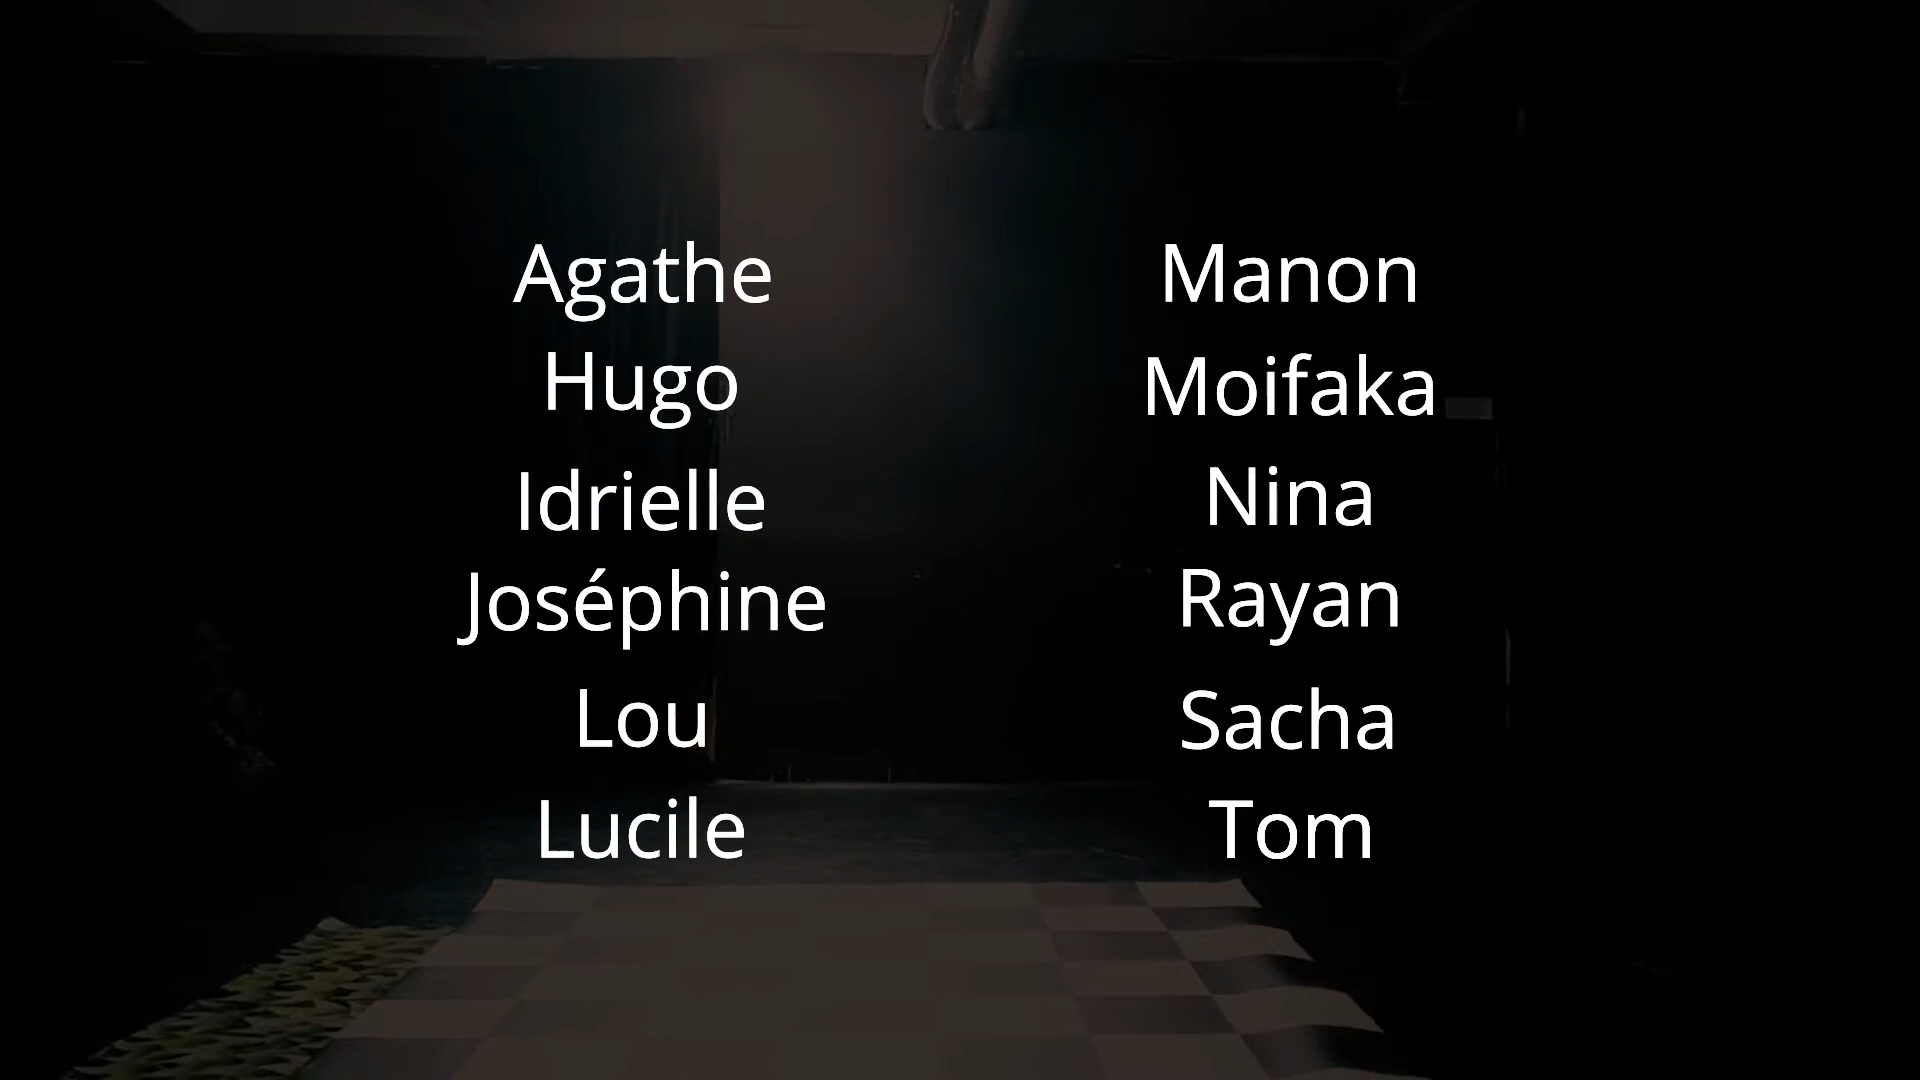 Agathe
Hugo
Idrielle
Joséphine
Lou
Lucile
Manon
Moifaka
Nina
Rayan
Sacha
Tom